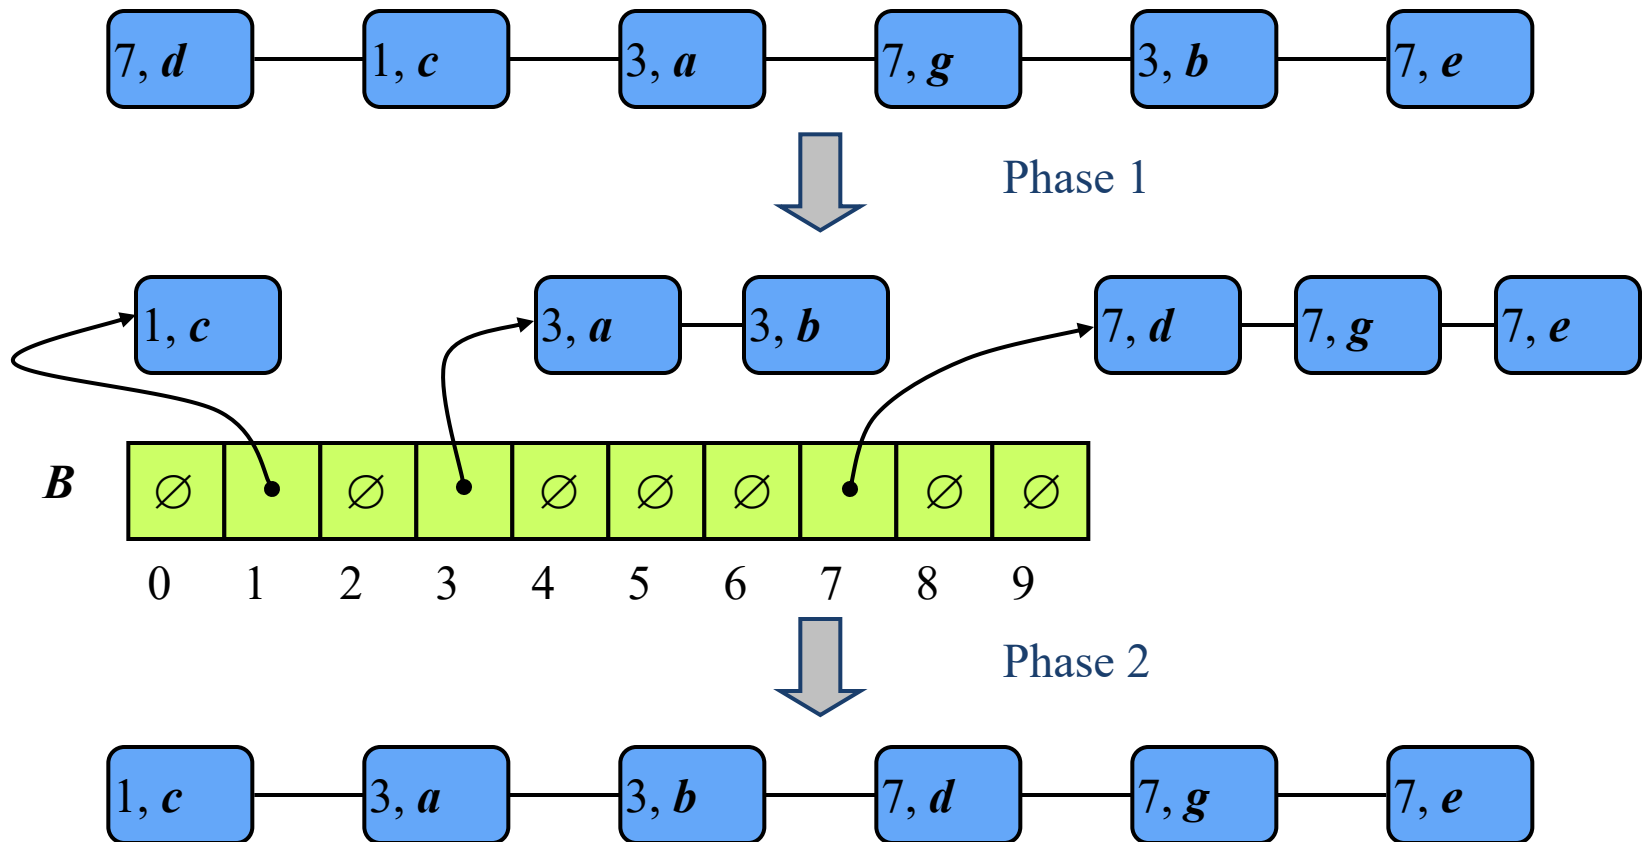 7, d 1, c 3, a 7, g 3, b 7, e
Phase 1
1, c 3, a 3, b 7, d 7, g 7, e
B ∅ ∅ ∅ ∅ ∅ ∅ ∅
0 1 2 3 4 5 6 7 8 9
Phase 2
1, c 3, a 3, b 7, d 7, g 7, e